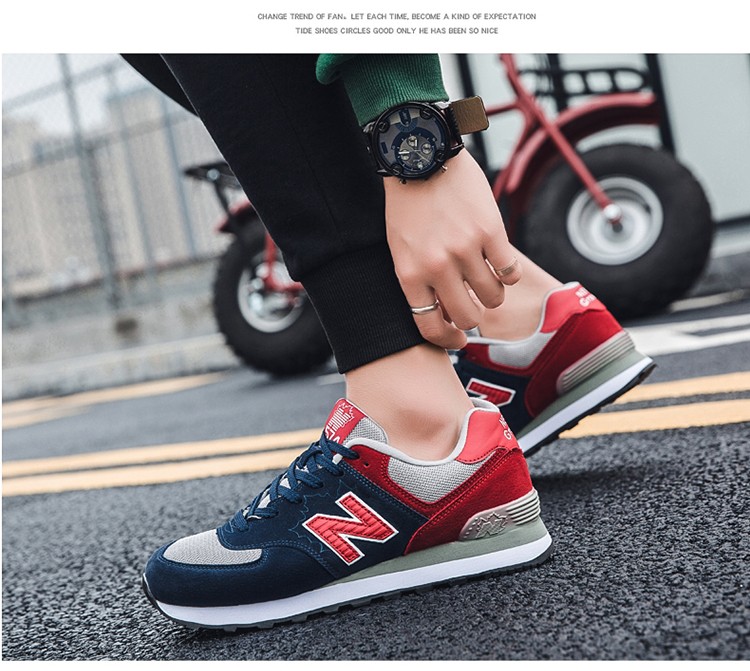 CHANGE TREND OF FAN。LET EACH TIME, BECOME A KIND OF EXPECTATION
TIDE SHOES CIRCLES GOOD ONLY HE HAS BEEN SO NICE
N
N